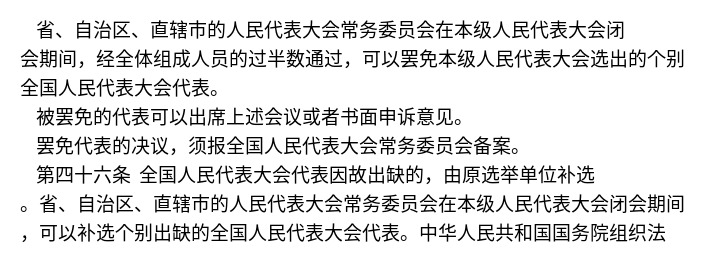 省、自治区、直辖市的人民代表大会常务委员会在本级人民代表大会闭
会期间，经全体组成人员的过半数通过，可以罢免本级人民代表大会选出的个别
全国人民代表大会代表。
被罢免的代表可以出席上述会议或者书面申诉意见。
罢免代表的决议，须报全国人民代表大会常务委员会备案。
第四十六条 全国人民代表大会代表因故出缺的，由原选举单位补选
。省、自治区、直辖市的人民代表大会常务委员会在本级人民代表大会闭会期间
，可以补选个别出缺的全国人民代表大会代表。中华人民共和国国务院组织法